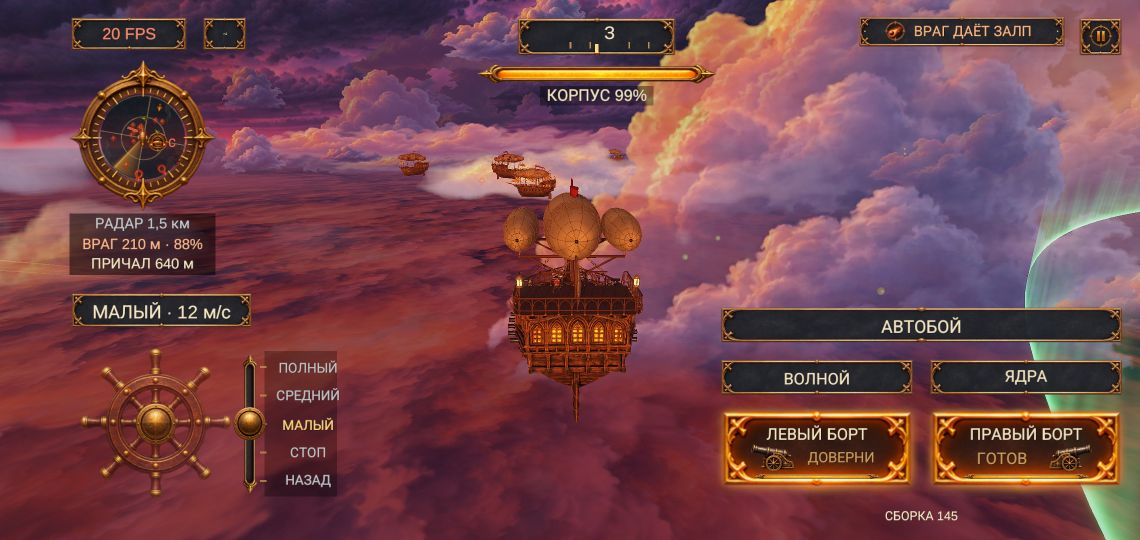 20 FPS
3
ВРАГ ДАЁТ ЗАЛП
КОРПУС 99%
С
РАДАР 1,5 км
ВРАГ 210 м · 88%
ПРИЧАЛ 640 м
МАЛЫЙ · 12 м/с
ПОЛНЫЙ
СРЕДНИЙ
МАЛЫЙ
СТОП
НАЗАД
АВТОБОЙ
ВОЛНОЙ
ЯДРА
ЛЕВЫЙ БОРТ
ДОВЕРНИ
ПРАВЫЙ БОРТ
ГОТОВ
СБОРКА 145